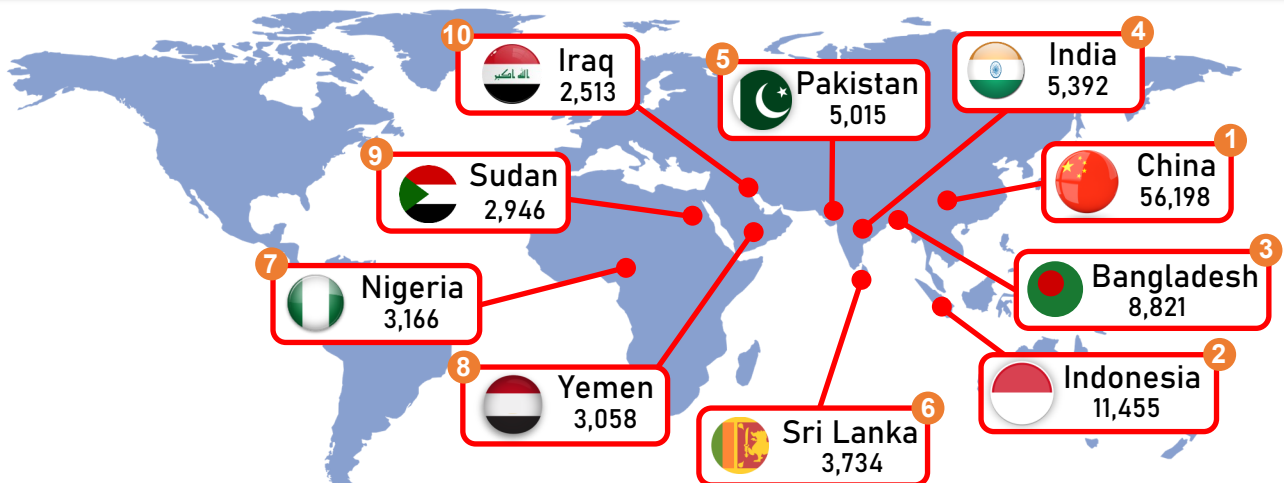 10
Iraq
2,513
5
Pakistan
5,015
4
India
5,392
9
Sudan
2,946
1
China
56,198
7
Nigeria
3,166
3
Bangladesh
8,821
8
Yemen
3,058
6
Sri Lanka
3,734
2
Indonesia
11,455
الله اكبر